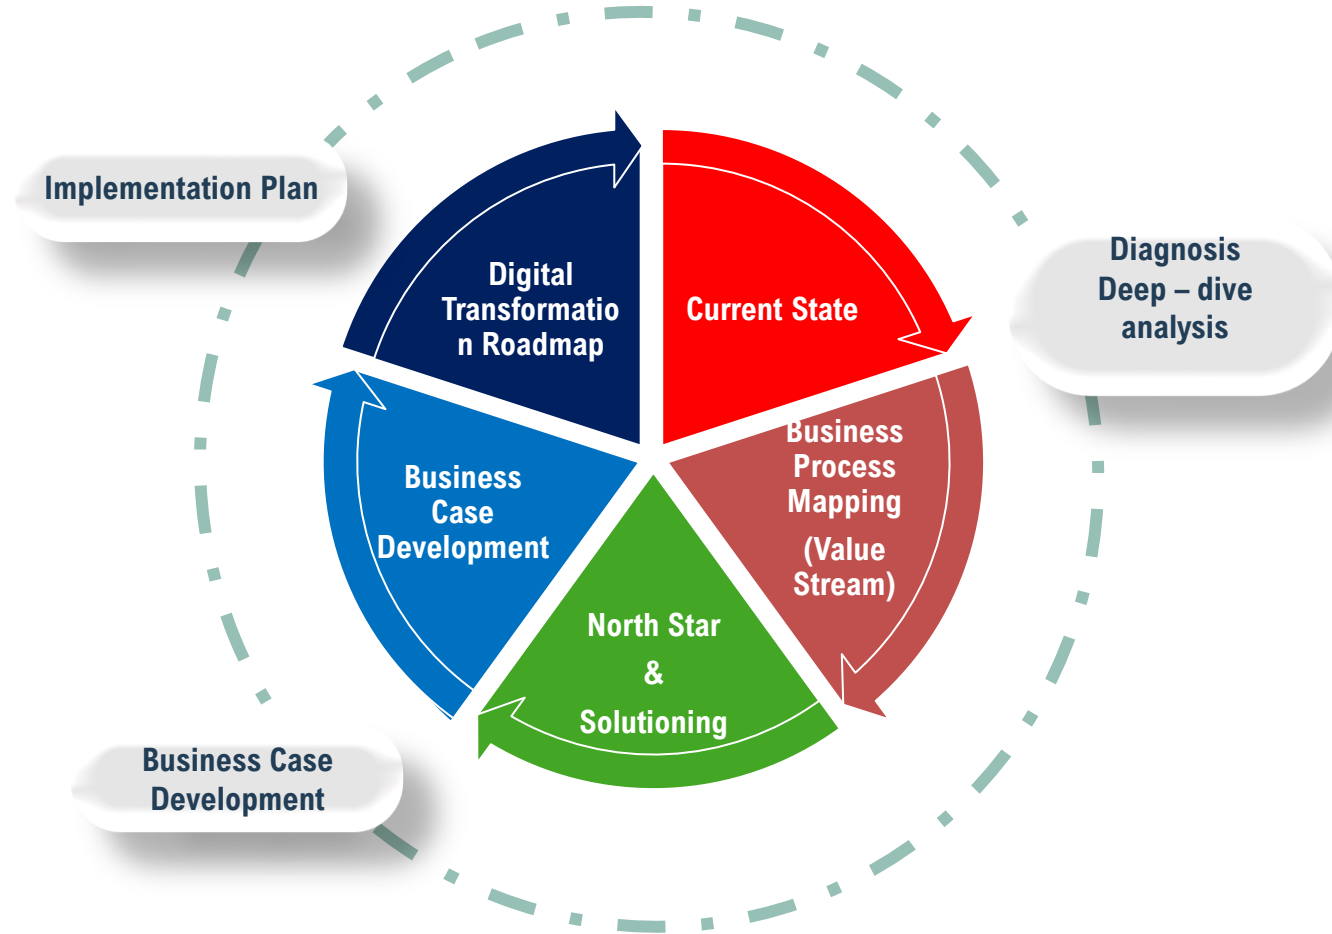 Implementation Plan
Diagnosis
Deep – dive
analysis
Digital
Transformatio
n Roadmap
Current State
Business
Process
Mapping
(Value
Stream)
Business
Case
Development
North Star
&
Solutioning
Business Case
Development